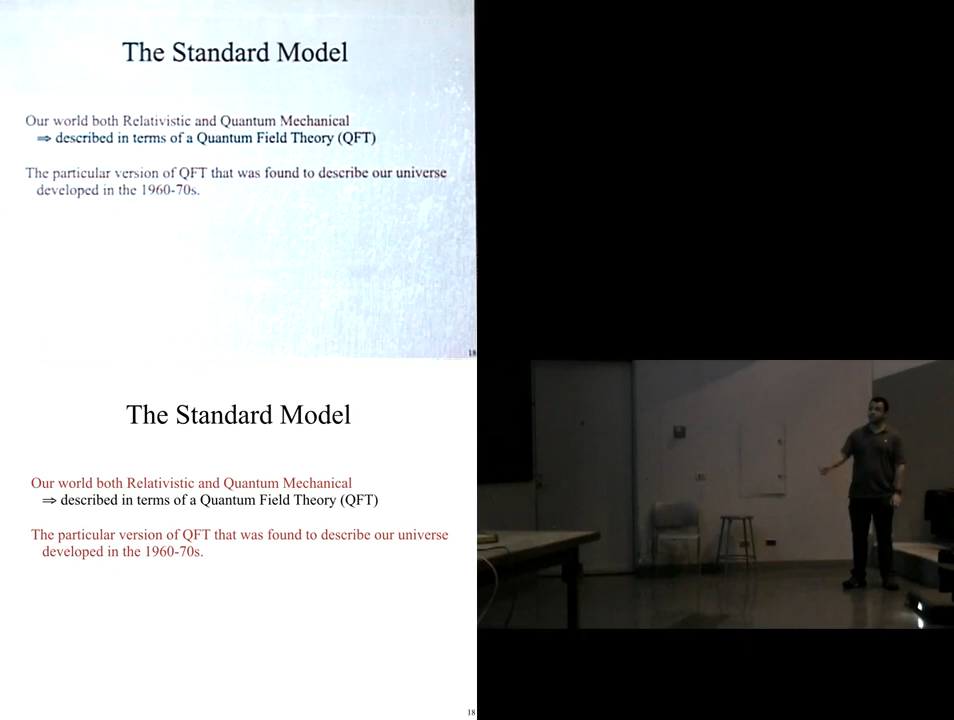 The Standard Model
Our world both Relativistic and Quantum Mechanical
⇒ described in terms of a Quantum Field Theory (QFT)
The particular version of QFT that was found to describe our universe
developed in the 1960-70s.
18
The Standard Model
Our world both Relativistic and Quantum Mechanical
⇒ described in terms of a Quantum Field Theory (QFT)
The particular version of QFT that was found to describe our universe
developed in the 1960-70s.
18